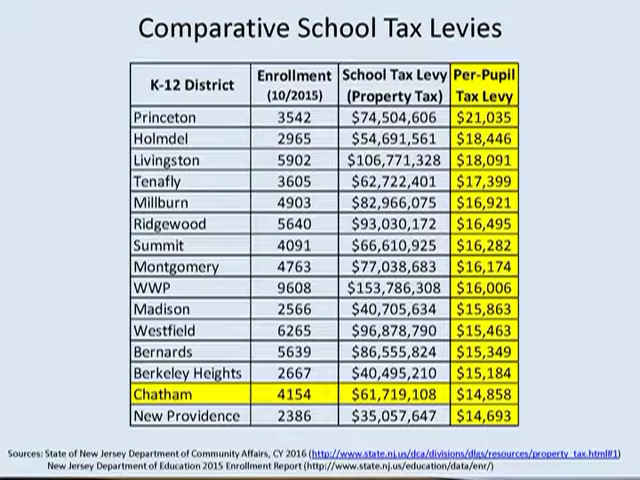 Comparative School Tax Levies
K-12 District Enrollment (10/2015) School Tax Levy (Property Tax) Per-Pupil Tax Levy
Princeton 3542 $74,504,606 $21,035
Holmdel 2965 $54,691,561 $18,446
Livingston 5902 $106,771,328 $18,091
Tenafly 3605 $62,722,401 $17,399
Millburn 4903 $82,966,075 $16,921
Ridgewood 5640 $93,030,172 $16,495
Summit 4091 $66,610,925 $16,282
Montgomery 4763 $77,038,683 $16,174
WWP 9608 $153,786,308 $16,006
Madison 2566 $40,705,634 $15,863
Westfield 6265 $96,878,790 $15,463
Bernards 5639 $86,555,824 $15,349
Berkeley Heights 2667 $40,495,210 $15,184
Chatham 4154 $61,719,108 $14,858
New Providence 2386 $35,057,647 $14,693
Sources: State of New Jersey Department of Community Affairs, CY 2016 (http://www.state.nj.us/dca/divisions/dlgs/resources/property_tax.html#1)
New Jersey Department of Education 2015 Enrollment Report (http://www.state.nj.us/education/data/enr/)